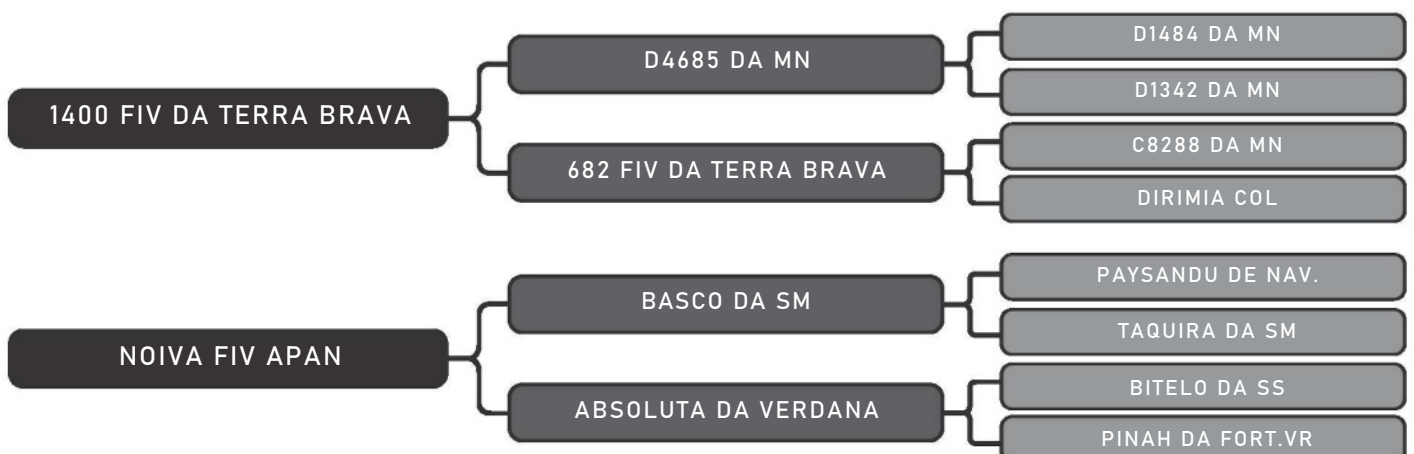 D1484 DA MN
D4685 DA MN
D1342 DA MN
1400 FIV DA TERRA BRAVA
C8288 DA MN
682 FIV DA TERRA BRAVA
DIRIMIA COL
PAYSANDU DE NAV.
BASCO DA SM
TAQUIRA DA SM
NOIVA FIV APAN
BITELO DA SS
ABSOLUTA DA VERDANA
PINAH DA FORT.VR